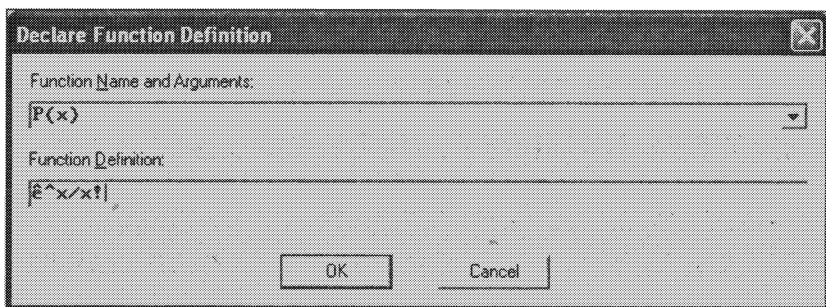 Declare Function Definition
Function Name and Arguments:
P(x)
Function Definition:
ê^x/x!
OK
Cancel